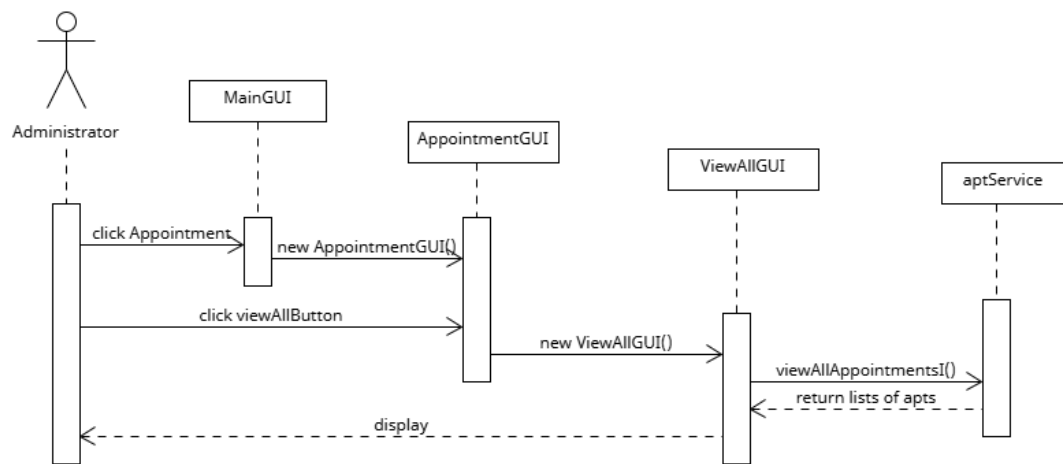 MainGUI
Administrator
AppointmentGUI
ViewAllGUI
aptService
click Appointment
new AppointmentGUI()
click viewAllButton
new ViewAllGUI()
viewAllAppointmentsI()
return lists of apts
display